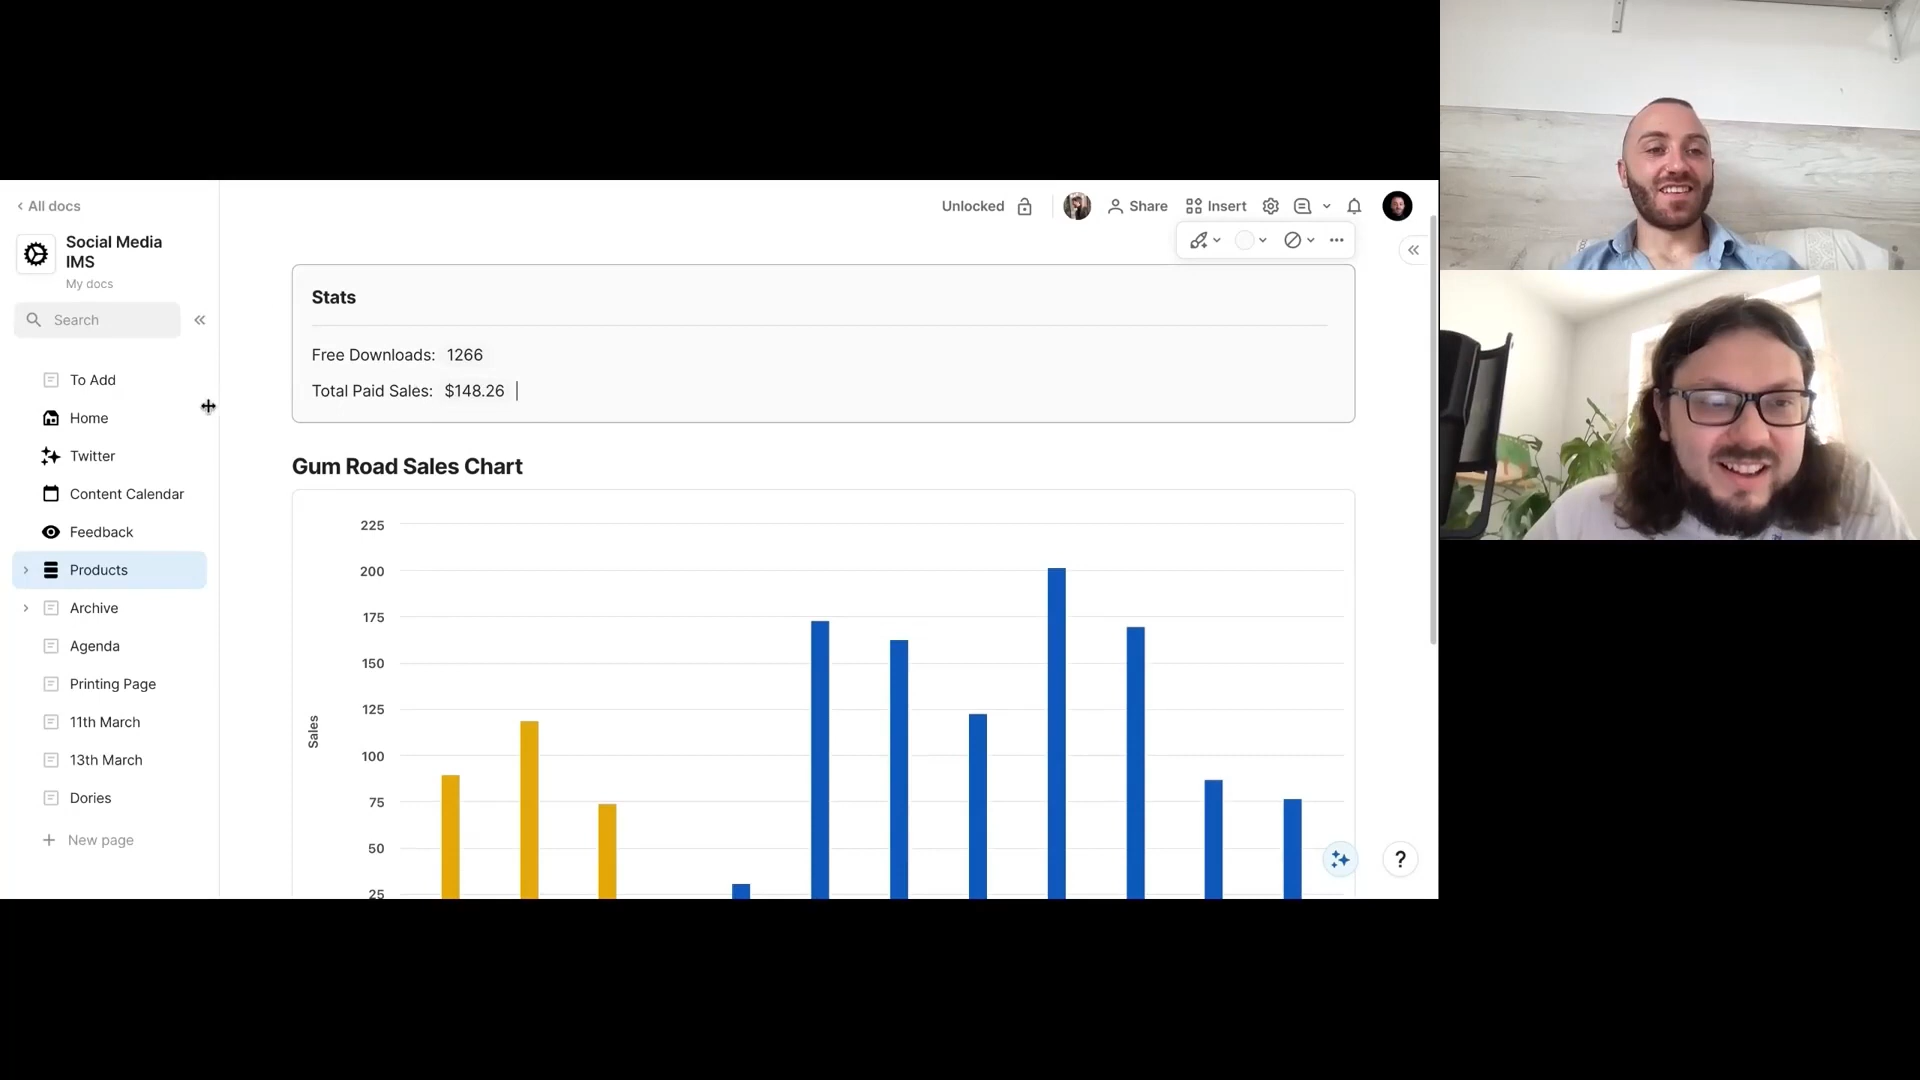 All docs
Social Media
IMS
My docs
Search
To Add
Home
Twitter
Content Calendar
Feedback
Products
Archive
Agenda
Printing Page
11th March
13th March
Dories
New page
Unlocked
Share
Insert
Stats
Free Downloads: 1266
Total Paid Sales: $148.26
Gum Road Sales Chart
Sales
225
200
175
150
125
100
75
50
25
?